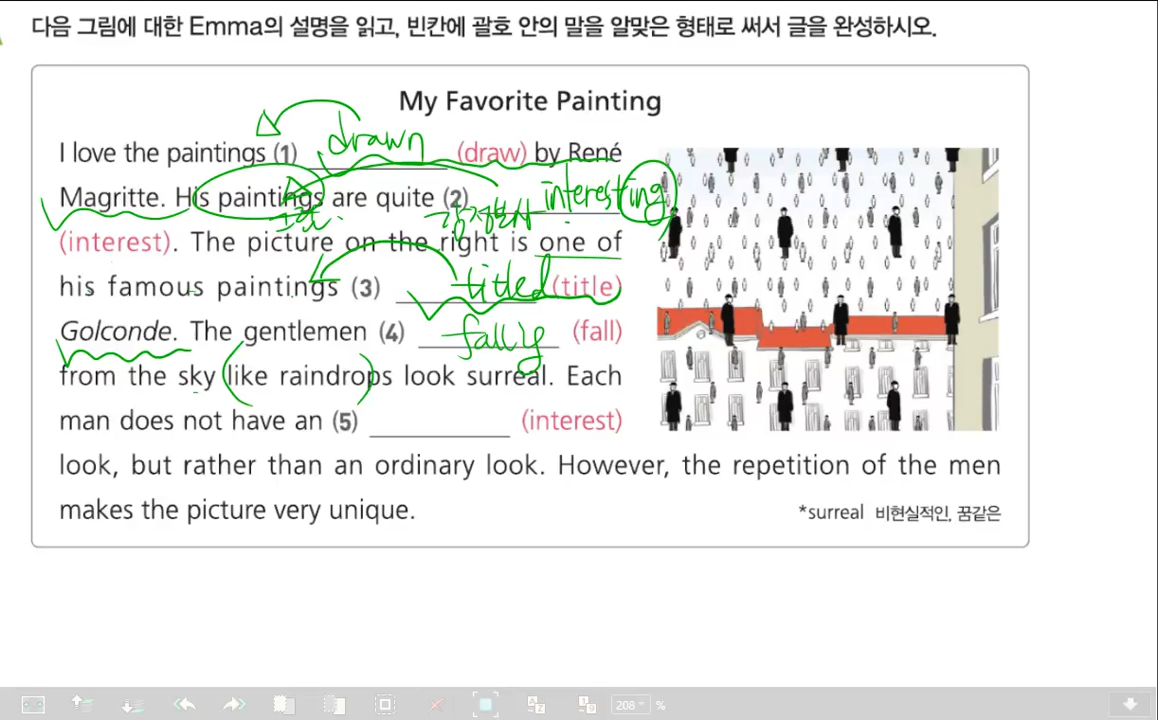 다음 그림에 대한 Emma의 설명을 읽고, 빈칸에 괄호 안의 말을 알맞은 형태로 써서 글을 완성하시오.
My Favorite Painting
I love the paintings (1) drawn (draw) by René
Magritte. His paintings are quite (2) interesting
(interest). The picture on the right is one of
his famous paintings (3) titled (title)
Golconde. The gentlemen (4) falling (fall)
from the sky (like raindrops) look surreal. Each
man does not have an (5) (interest)
look, but rather than an ordinary look. However, the repetition of the men
makes the picture very unique.
*surreal 비현실적인, 꿈같은
208 %